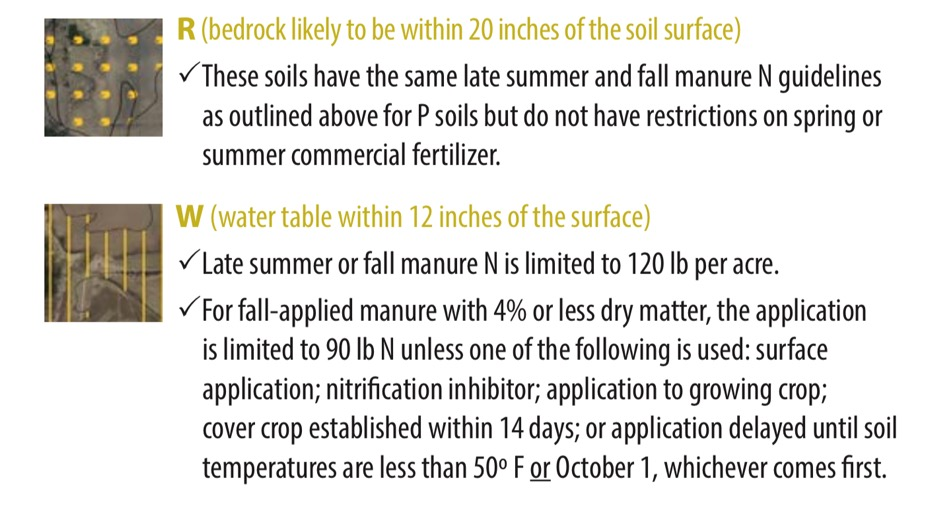 R (bedrock likely to be within 20 inches of the soil surface)
✓These soils have the same late summer and fall manure N guidelines
as outlined above for P soils but do not have restrictions on spring or
summer commercial fertilizer.
W (water table within 12 inches of the surface)
✓Late summer or fall manure N is limited to 120 lb per acre.
✓For fall-applied manure with 4% or less dry matter, the application
is limited to 90 lb N unless one of the following is used: surface
application; nitrification inhibitor; application to growing crop;
cover crop established within 14 days; or application delayed until soil
temperatures are less than 50º F or October 1, whichever comes first.